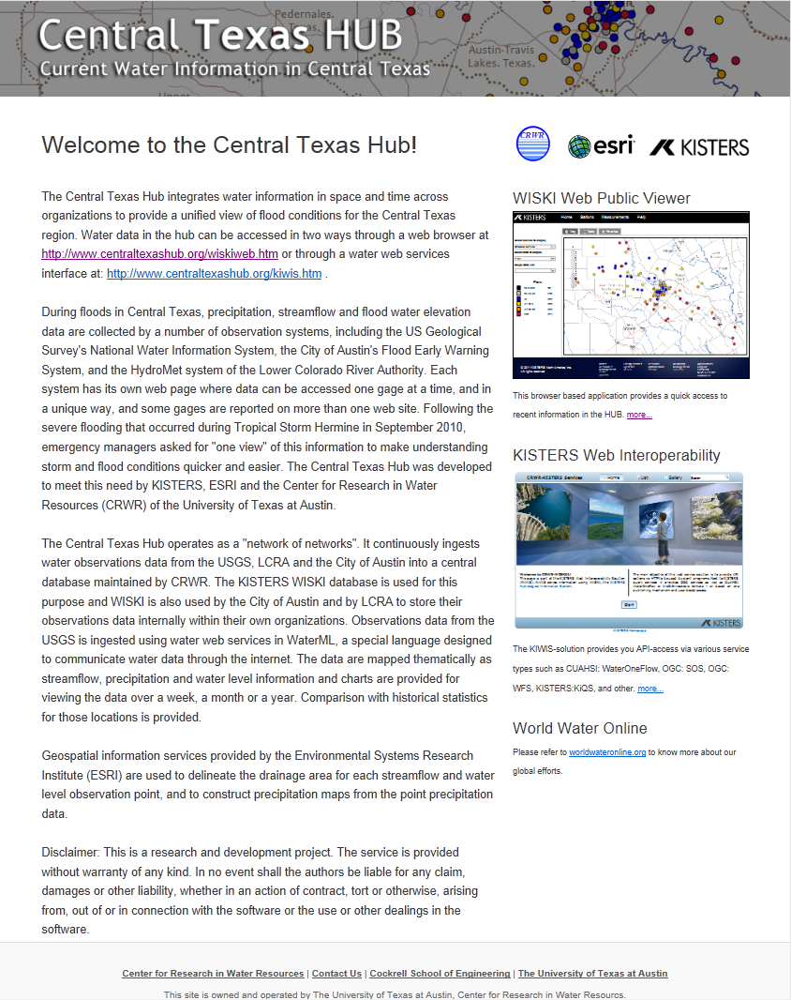 Pedernales.
Texas.
Central Texas HUB
Austin-Travis
Lakes. Texas.
Current Water Information in Central Texas
Upper
Welcome to the Central Texas Hub!
The Central Texas Hub integrates water information in space and time across
organizations to provide a unified view of flood conditions for the Central Texas
region. Water data in the hub can be accessed in two ways through a web browser at
http://www.centraltexashub.org/wiskiweb.htm or through a water web services
interface at: http://www.centraltexashub.org/kiwis.htm .
During floods in Central Texas, precipitation, streamflow and flood water elevation
data are collected by a number of observation systems, including the US Geological
Survey's National Water Information System, the City of Austin's Flood Early Warning
System, and the HydroMet system of the Lower Colorado River Authority. Each
system has its own web page where data can be accessed one gage at a time, and in
a unique way, and some gages are reported on more than one web site. Following the
severe flooding that occurred during Tropical Storm Hermine in September 2010,
emergency managers asked for "one view" of this information to make understanding
storm and flood conditions quicker and easier. The Central Texas Hub was developed
to meet this need by KISTERS, ESRI and the Center for Research in Water
Resources (CRWR) of the University of Texas at Austin.
The Central Texas Hub operates as a "network of networks". It continuously ingests
water observations data from the USGS, LCRA and the City of Austin into a central
database maintained by CRWR. The KISTERS WISKI database is used for this
purpose and WISKI is also used by the City of Austin and by LCRA to store their
observations data internally within their own organizations. Observations data from the
USGS is ingested using water web services in WaterML, a special language designed
to communicate water data through the internet. The data are mapped thematically as
streamflow, precipitation and water level information and charts are provided for
viewing the data over a week, a month or a year. Comparison with historical statistics
for those locations is provided.
Geospatial information services provided by the Environmental Systems Research
Institute (ESRI) are used to delineate the drainage area for each streamflow and water
level observation point, and to construct precipitation maps from the point precipitation
data.
Disclaimer: This is a research and development project. The service is provided
without warranty of any kind. In no event shall the authors be liable for any claim,
damages or other liability, whether in an action of contract, tort or otherwise, arising
from, out of or in connection with the software or the use or other dealings in the
software.
CRWR
esri
KISTERS
WISKI Web Public Viewer
KISTERS Home Stations Measurements Help
This browser based application provides a quick access to
recent information in the HUB. more...
KISTERS Web Interoperability
CRWR-KISTERS Services Home List Gallery
Start
KISTERS
The KIWIS-solution provides you API-access via various service
types such as CUAHSI: WaterOneFlow, OGC: SOS, OGC:
WFS, KISTERS:KiQS, and other. more...
World Water Online
Please refer to worldwateronline.org to know more about our
global efforts.
Center for Research in Water Resources | Contact Us | Cockrell School of Engineering | The University of Texas at Austin
This site is owned and operated by The University of Texas at Austin, Center for Research in Water Resourcs.